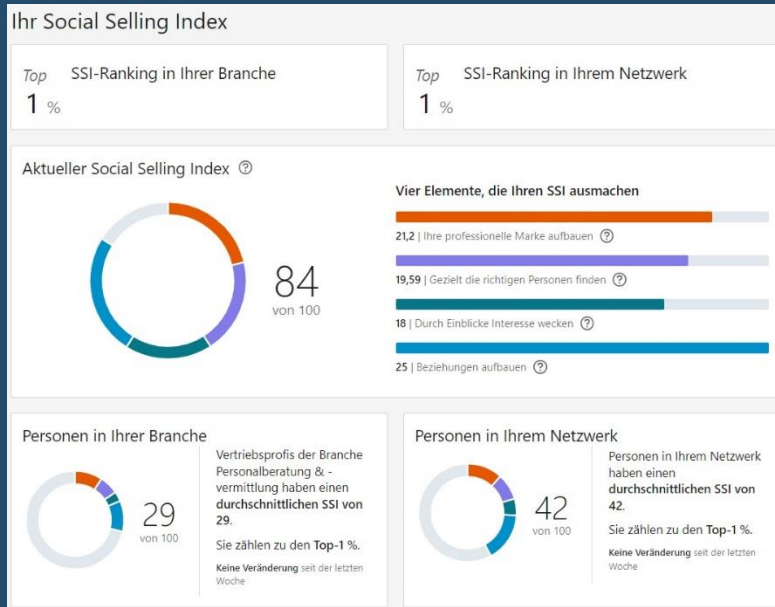 Ihr Social Selling Index
Top SSI-Ranking in Ihrer Branche
1 %
Top SSI-Ranking in Ihrem Netzwerk
1 %
Aktueller Social Selling Index ?
84
von 100
Vier Elemente, die Ihren SSI ausmachen
21,2 | Ihre professionelle Marke aufbauen ?
19,59 | Gezielt die richtigen Personen finden ?
18 | Durch Einblicke Interesse wecken ?
25 | Beziehungen aufbauen ?
Personen in Ihrer Branche
29
von 100
Vertriebsprofis der Branche
Personalberatung & -
vermittlung haben einen
durchschnittlichen SSI von
29.
Sie zählen zu den Top-1 %.
Keine Veränderung seit der letzten
Woche
Personen in Ihrem Netzwerk
42
von 100
Personen in Ihrem Netzwerk
haben einen
durchschnittlichen SSI von
42.
Sie zählen zu den Top-1 %.
Keine Veränderung seit der letzten
Woche